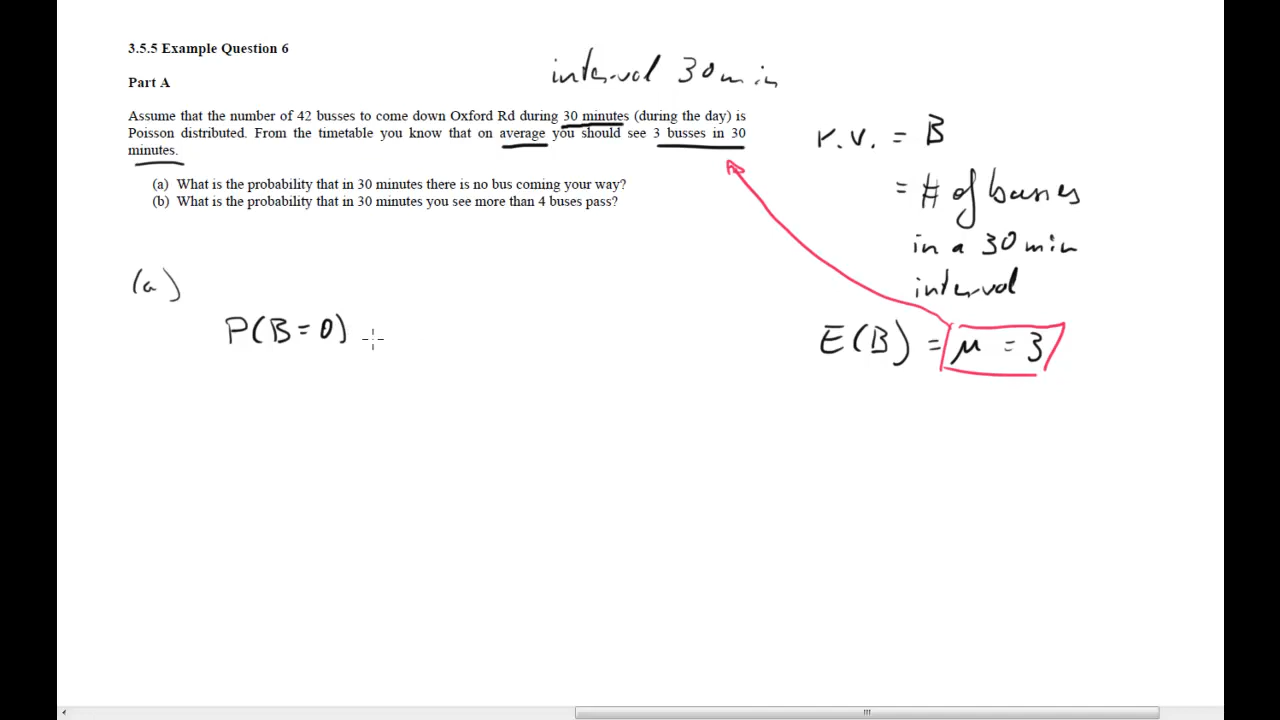 3.5.5 Example Question 6
interval 30 min
Part A
Assume that the number of 42 busses to come down Oxford Rd during 30 minutes (during the day) is
Poisson distributed. From the timetable you know that on average you should see 3 busses in 30
minutes.
(a) What is the probability that in 30 minutes there is no bus coming your way?
(b) What is the probability that in 30 minutes you see more than 4 buses pass?
r.v. = B
= # of buses
in a 30 min
interval
E(B) = μ = 3
(a)
P(B=0)